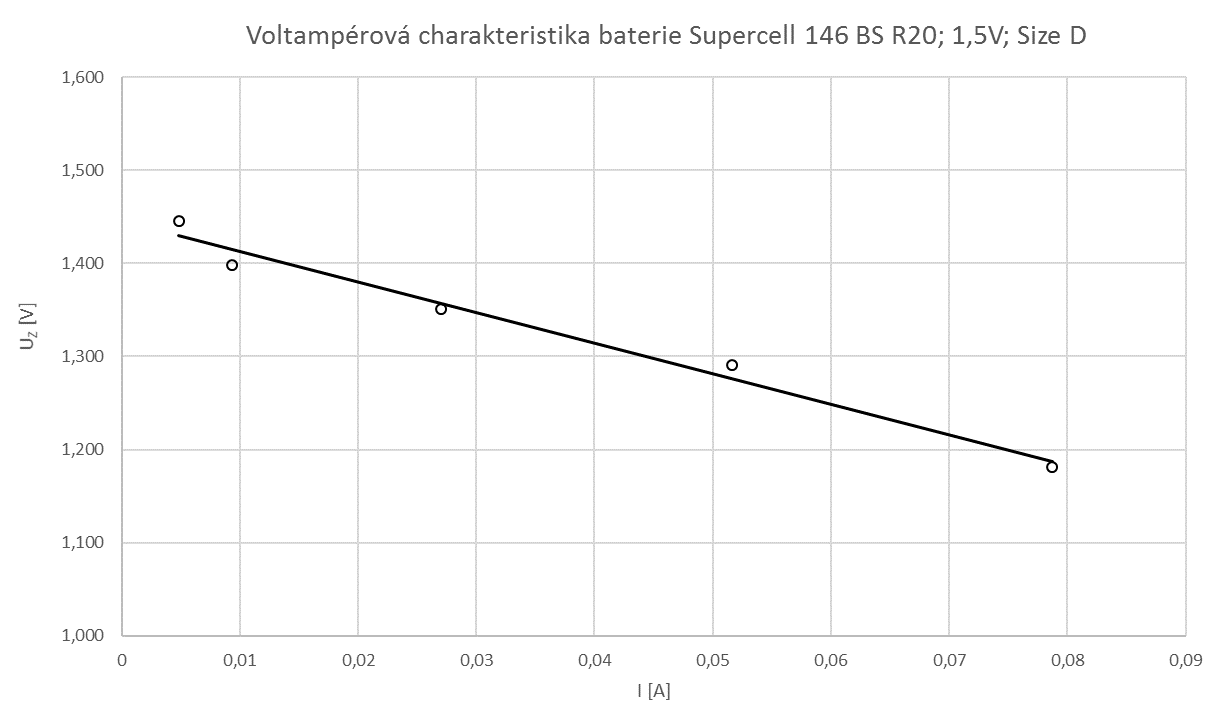 Voltampérová charakteristika baterie Supercell 146 BS R20; 1,5V; Size D
1,600
1,500
1,400
1,300
1,200
1,100
1,000
U_Z [V]
0 0,01 0,02 0,03 0,04 0,05 0,06 0,07 0,08 0,09
I [A]